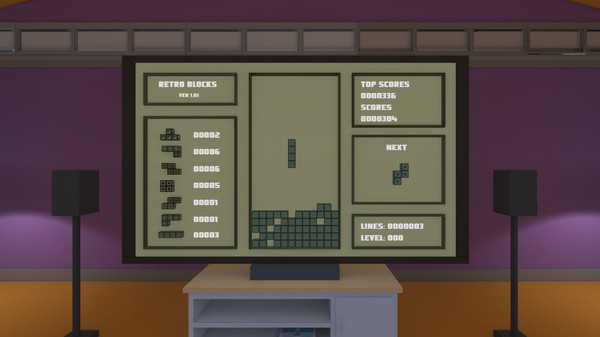 RETRO BLOCKS
VER 1.01
00002
00006
00006
00005
00001
00001
00003
TOP SCORES
0000336
SCORES
0000304
NEXT
LINES: 0000003
LEVEL: 000